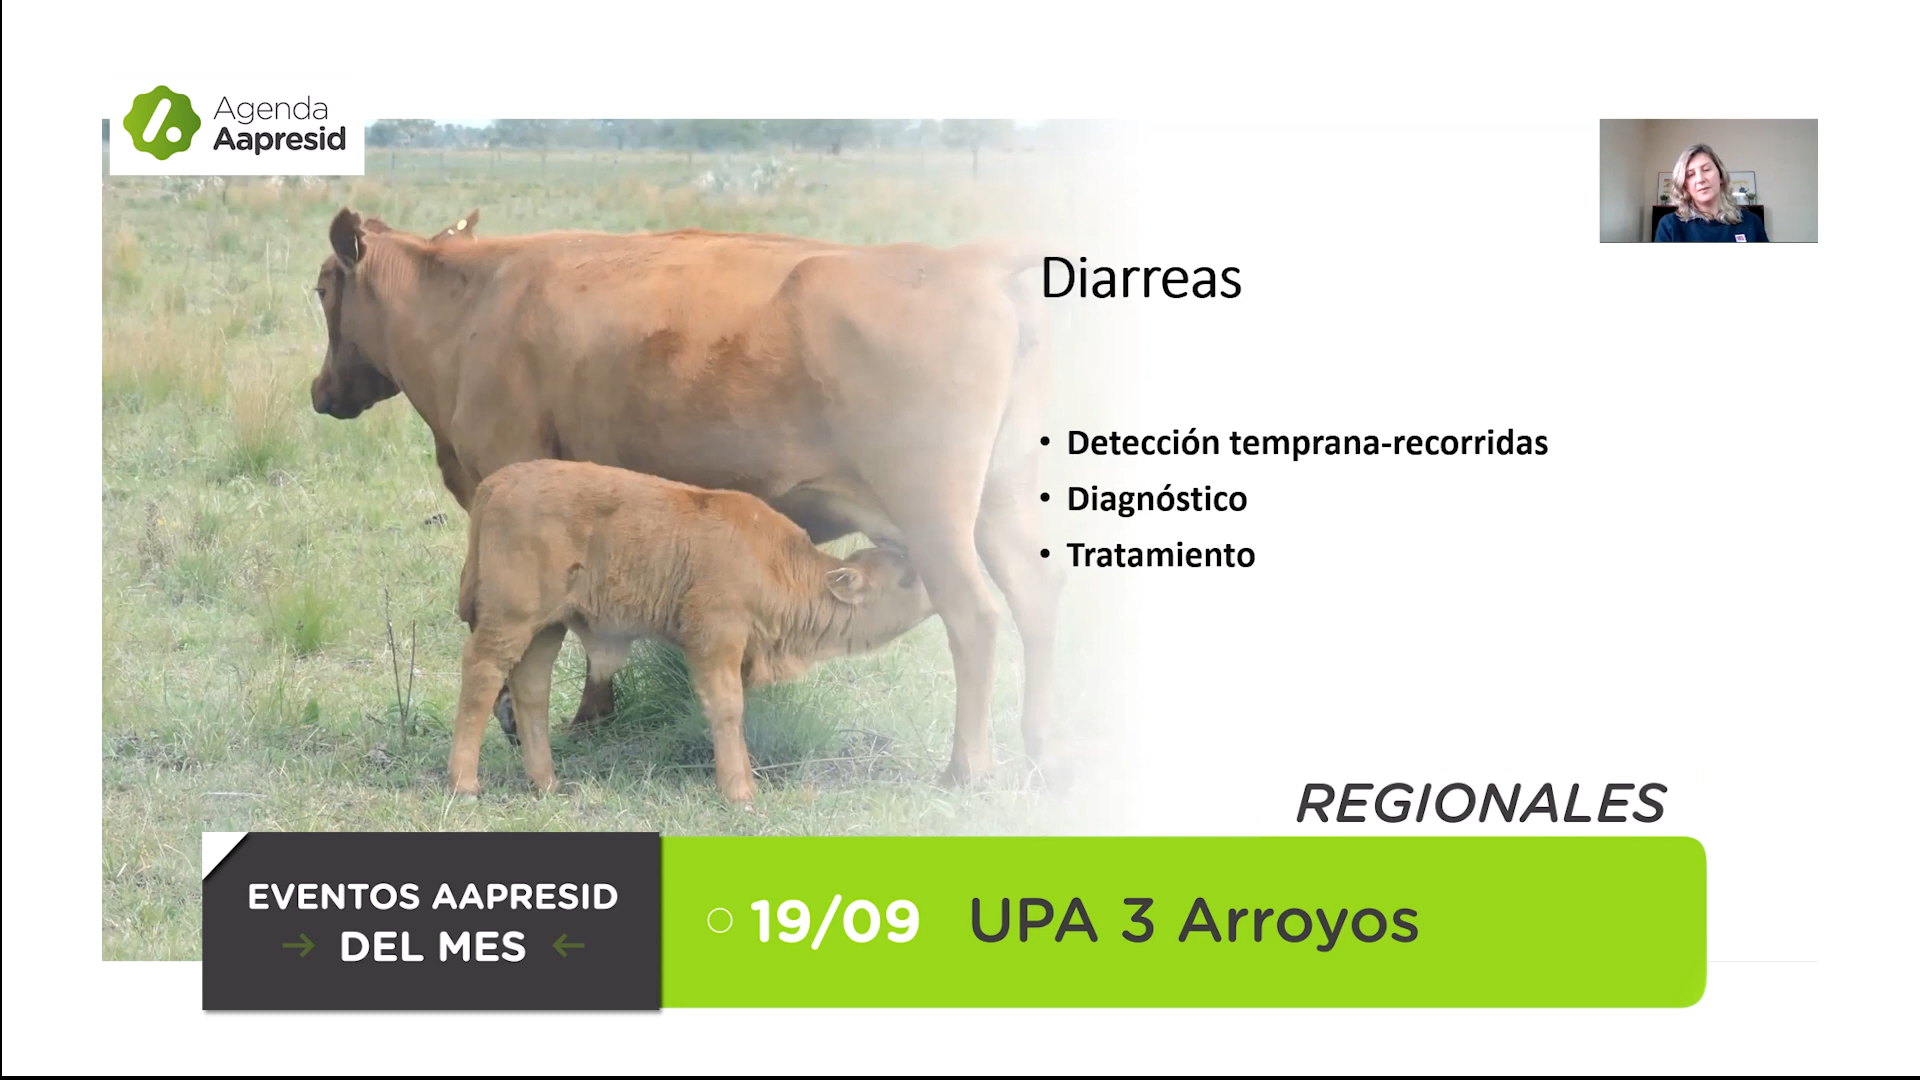 Agenda
Aapresid
Diarreas
• Detección temprana-recorridas
• Diagnóstico
• Tratamiento
REGIONALES
EVENTOS AAPRESID
DEL MES
19/09 UPA 3 Arroyos